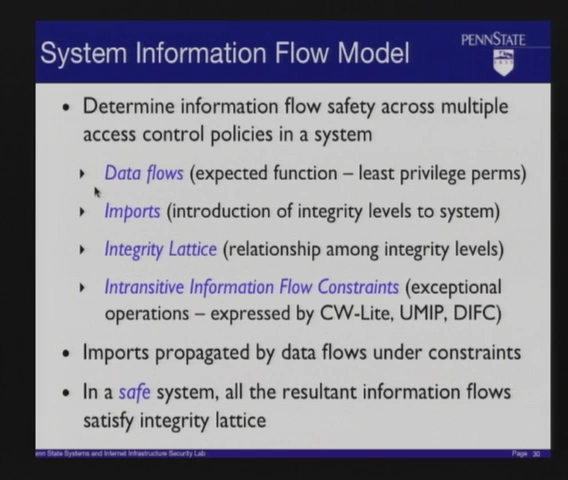 System Information Flow Model
PENNSTATE
• Determine information flow safety across multiple
access control policies in a system
Data flows (expected function – least privilege perms)
Imports (introduction of integrity levels to system)
Integrity Lattice (relationship among integrity levels)
Intransitive Information Flow Constraints (exceptional
operations – expressed by CW-Lite, UMIP, DIFC)
• Imports propagated by data flows under constraints
• In a safe system, all the resultant information flows
satisfy integrity lattice
State Systems and Internet Infrastructure Security Lab
Page 30